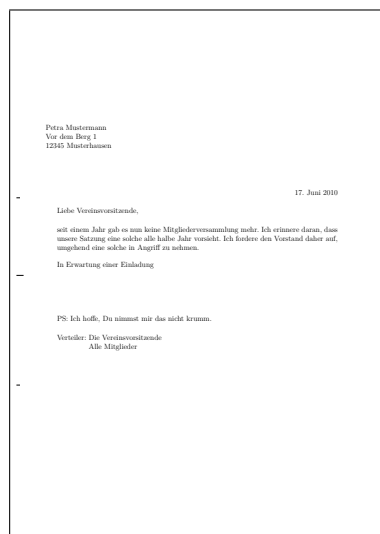 Petra Mustermann
Vor dem Berg 1
12345 Musterhausen
17. Juni 2010
Liebe Vereinsvorsitzende,
seit einem Jahr gab es nun keine Mitgliederversammlung mehr. Ich erinnere daran, dass
unsere Satzung eine solche alle halbe Jahr vorsieht. Ich fordere den Vorstand daher auf,
umgehend eine solche in Angriff zu nehmen.
In Erwartung einer Einladung
PS: Ich hoffe, Du nimmst mir das nicht krumm.
Verteiler: Die Vereinsvorsitzende
Alle Mitglieder